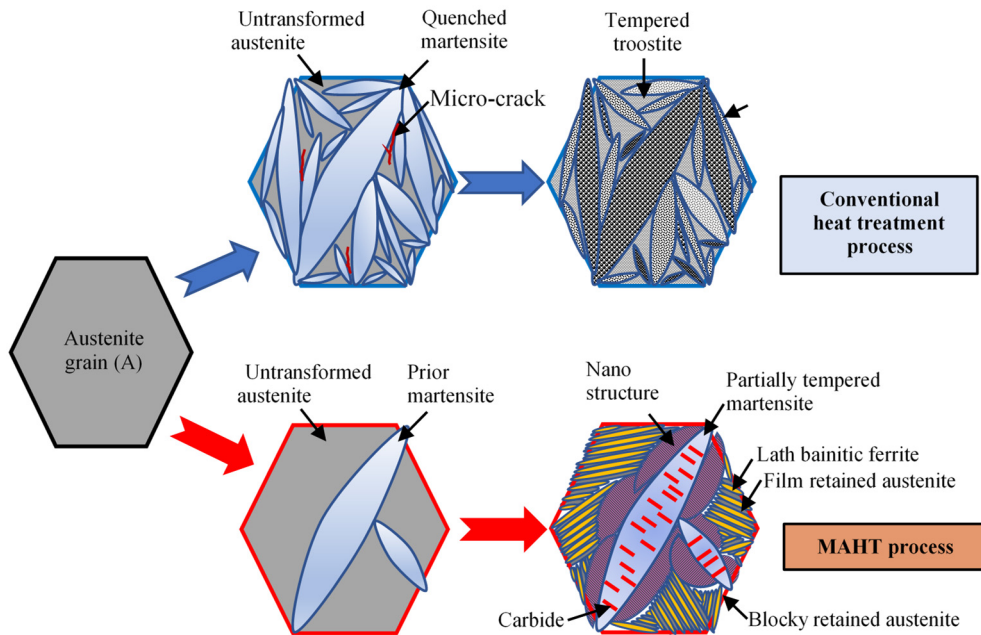 Untransformed
austenite
Quenched
martensite
Micro-crack
Tempered
troostite
Conventional
heat treatment
process
Austenite
grain (A)
Untransformed
austenite
Prior
martensite
Nano
structure
Partially tempered
martensite
Lath bainitic ferrite
Film retained austenite
MAHT process
Carbide
Blocky retained austenite